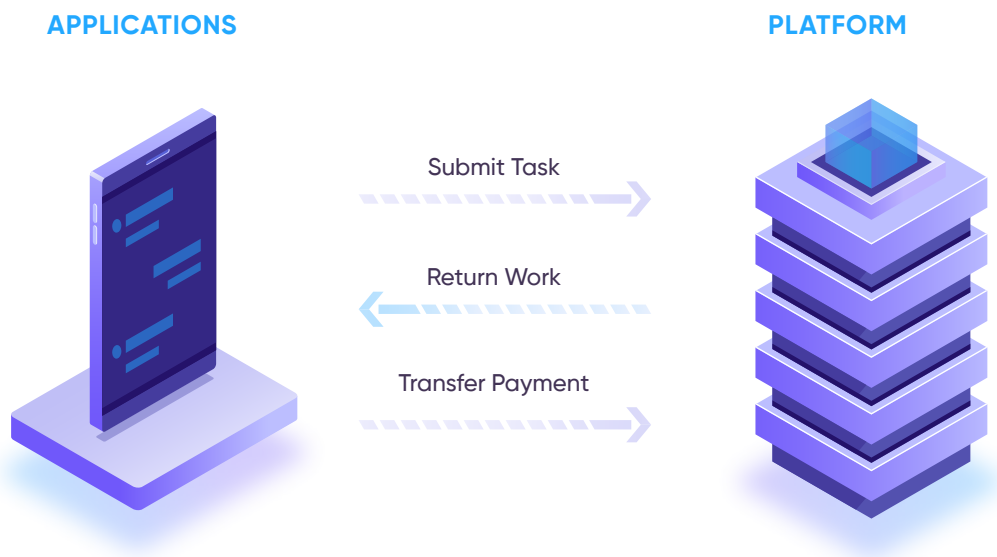 APPLICATIONS
PLATFORM
Submit Task
Return Work
Transfer Payment